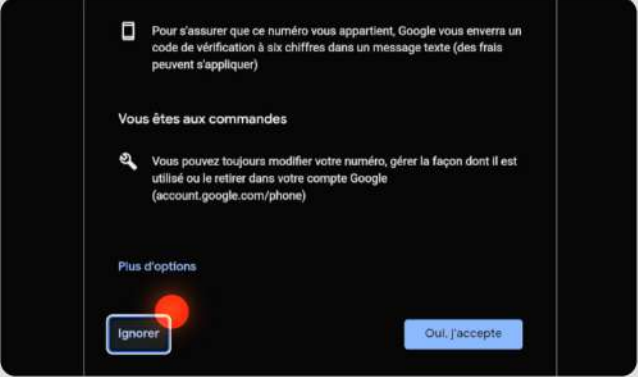 Pour s'assurer que ce numéro vous appartient, Google vous enverra un
code de vérification à six chiffres dans un message texte (des frais
peuvent s'appliquer)
Vous êtes aux commandes
Vous pouvez toujours modifier votre numéro, gérer la façon dont il est
utilisé ou le retirer dans votre compte Google
(account.google.com/phone)
Plus d'options
Ignorer
Oui, j'accepte